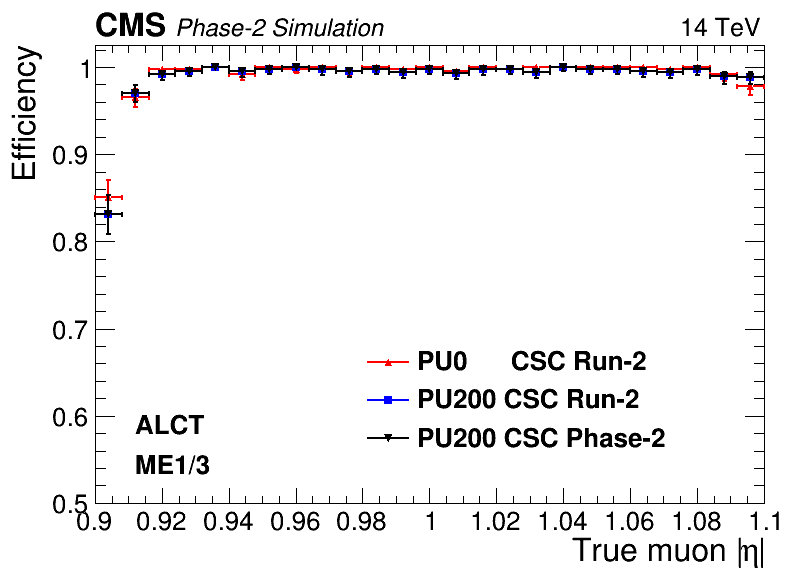 CMS Phase-2 Simulation 14 TeV
Efficiency
1
0.9
0.8
0.7
0.6
0.5
PU0 CSC Run-2
PU200 CSC Run-2
PU200 CSC Phase-2
ALCT
ME1/3
0.9 0.92 0.94 0.96 0.98 1 1.02 1.04 1.06 1.08 1.1
True muon |η|